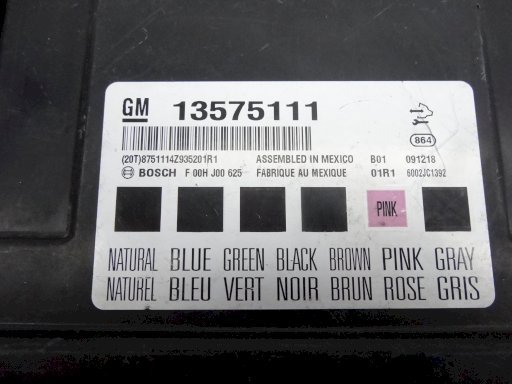 GM 13575111
864
(20T)8751114Z935201R1 ASSEMBLED IN MEXICO B01 091218
BOSCH F 00H J00 625 FABRIQUE AU MEXIQUE 01R1 6002JC1392
PINK
NATURAL BLUE GREEN BLACK BROWN PINK GRAY
NATUREL BLEU VERT NOIR BRUN ROSE GRIS